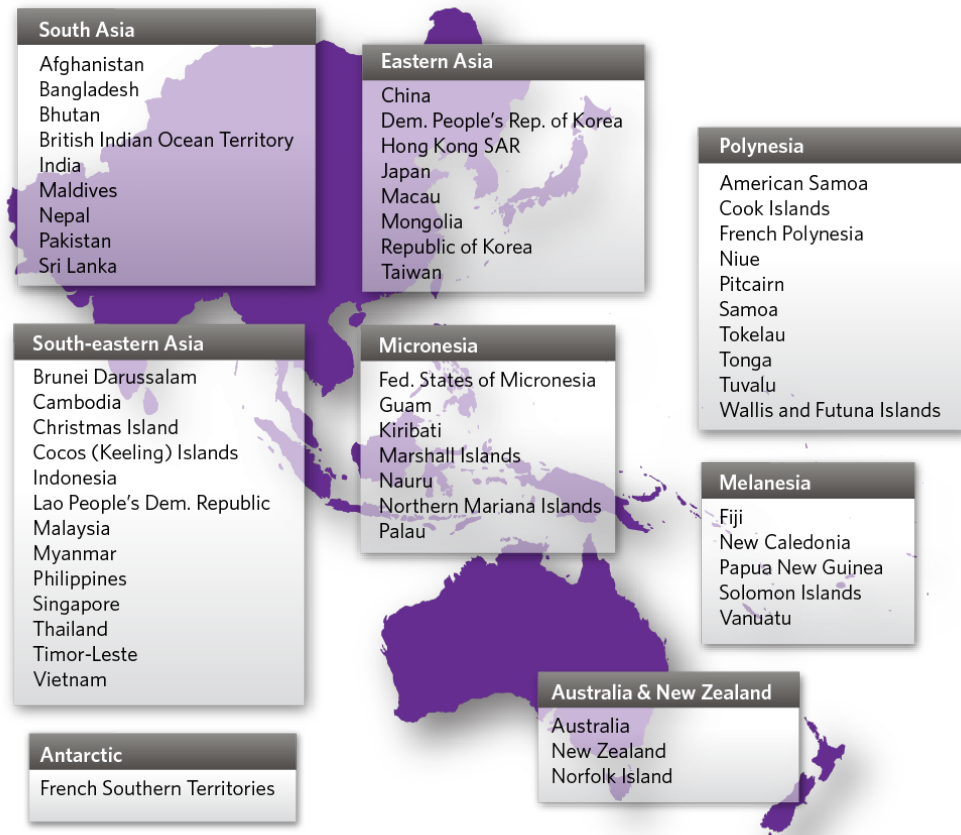 South Asia
Afghanistan
Bangladesh
Bhutan
British Indian Ocean Territory
India
Maldives
Nepal
Pakistan
Sri Lanka
Eastern Asia
China
Dem. People's Rep. of Korea
Hong Kong SAR
Japan
Macau
Mongolia
Republic of Korea
Taiwan
Polynesia
American Samoa
Cook Islands
French Polynesia
Niue
Pitcairn
Samoa
Tokelau
Tonga
Tuvalu
Wallis and Futuna Islands
South-eastern Asia
Brunei Darussalam
Cambodia
Christmas Island
Cocos (Keeling) Islands
Indonesia
Lao People's Dem. Republic
Malaysia
Myanmar
Philippines
Singapore
Thailand
Timor-Leste
Vietnam
Micronesia
Fed. States of Micronesia
Guam
Kiribati
Marshall Islands
Nauru
Northern Mariana Islands
Palau
Melanesia
Fiji
New Caledonia
Papua New Guinea
Solomon Islands
Vanuatu
Australia & New Zealand
Australia
New Zealand
Norfolk Island
Antarctic
French Southern Territories